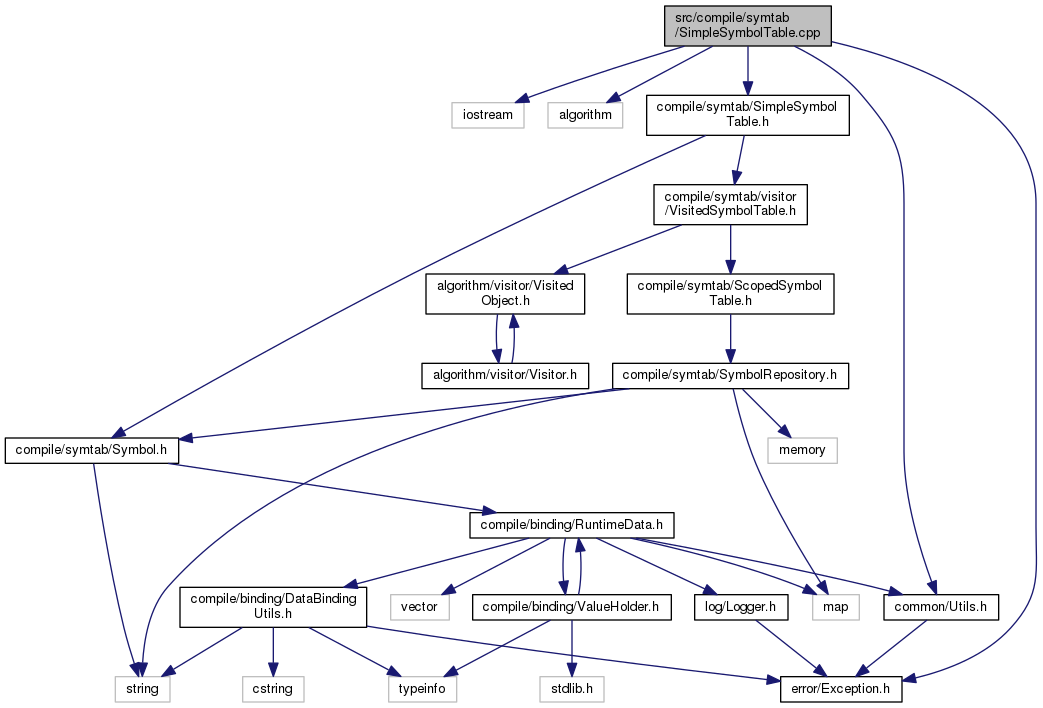 src/compile/symtab
/SimpleSymbolTable.cpp
iostream
algorithm
compile/symtab/SimpleSymbol
Table.h
compile/symtab/visitor
/VisitedSymbolTable.h
algorithm/visitor/Visited
Object.h
compile/symtab/ScopedSymbol
Table.h
algorithm/visitor/Visitor.h
compile/symtab/SymbolRepository.h
compile/symtab/Symbol.h
memory
compile/binding/RuntimeData.h
compile/binding/DataBinding
Utils.h
vector
compile/binding/ValueHolder.h
log/Logger.h
map
common/Utils.h
string
cstring
typeinfo
stdlib.h
error/Exception.h